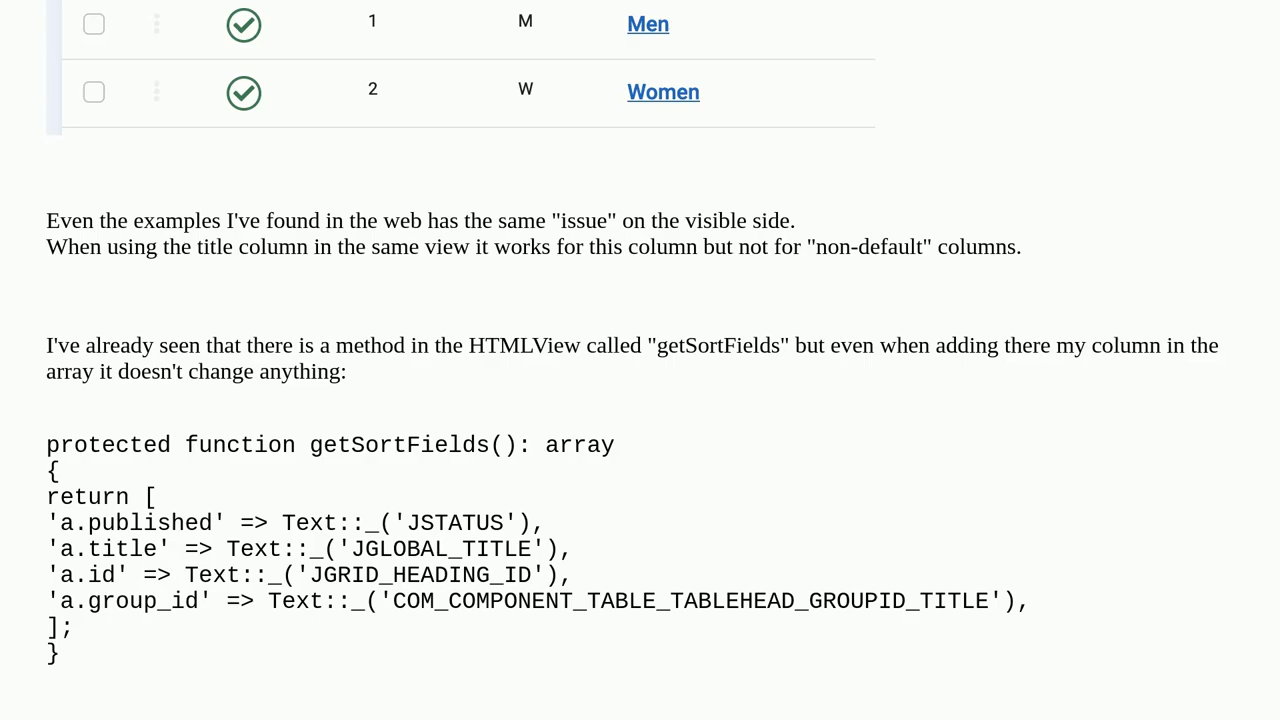 1 M Men
2 W Women
Even the examples I've found in the web has the same "issue" on the visible side.
When using the title column in the same view it works for this column but not for "non-default" columns.
I've already seen that there is a method in the HTMLView called "getSortFields" but even when adding there my column in the
array it doesn't change anything:
protected function getSortFields(): array
{
return [
'a.published' => Text::_('JSTATUS'),
'a.title' => Text::_('JGLOBAL_TITLE'),
'a.id' => Text::_('JGRID_HEADING_ID'),
'a.group_id' => Text::_('COM_COMPONENT_TABLE_TABLEHEAD_GROUPID_TITLE'),
];
}